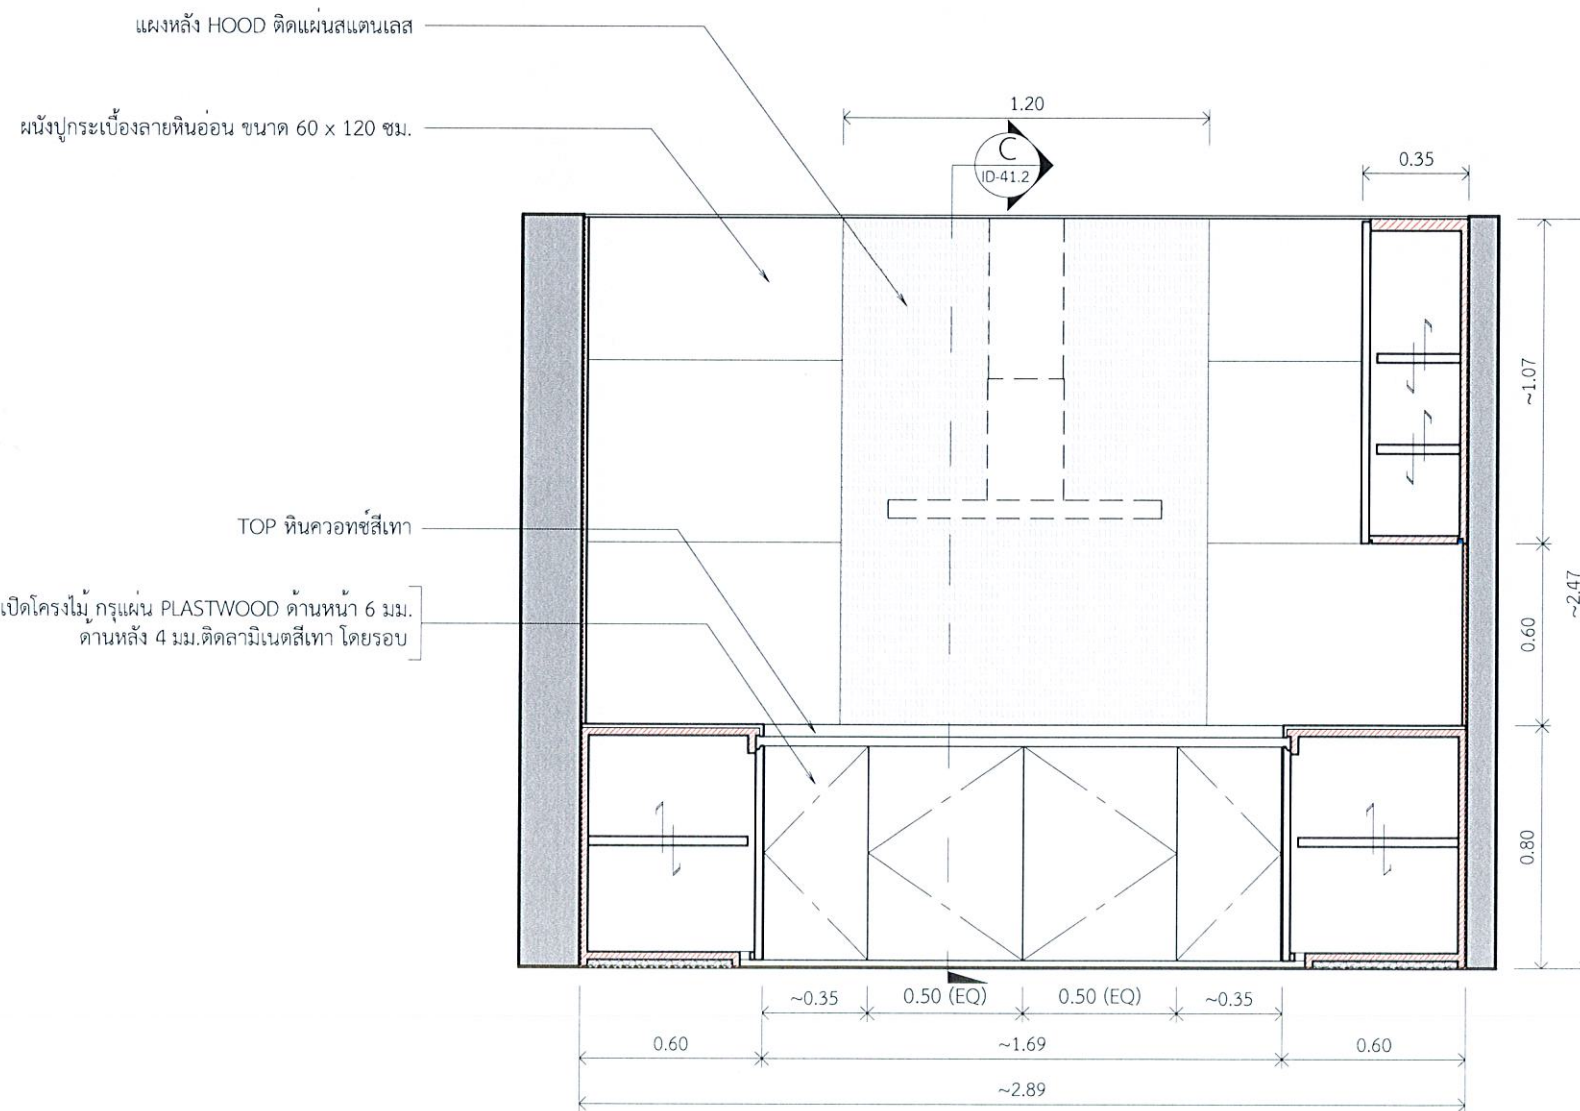 แผงหลัง HOOD ติดแผ่นสแตนเลส
1.20
ผนังปูกระเบื้องลายหินอ่อน ขนาด 60 x 120 ซม.
C
ID-41.2
0.35
~1.07
TOP หินควอทซ์สีเทา
~2.47
เปิดโครงไม้ กรุแผ่น PLASTWOOD ด้านหน้า 6 มม.
ด้านหลัง 4 มม.ติดลามิเนตสีเทา โดยรอบ
0.60
0.80
~0.35
0.50 (EQ)
0.50 (EQ)
~0.35
0.60
~1.69
0.60
~2.89